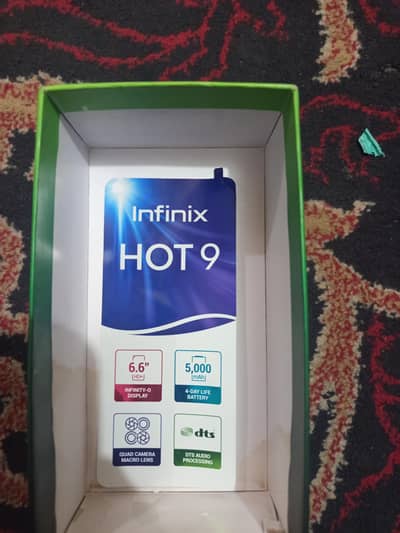 Infinix
HOT 9
6.6"
HD+
INFINITY-O
DISPLAY
5,000
mAh
4-DAY LIFE
BATTERY
QUAD CAMERA
MACRO LENS
dts
DTS AUDIO
PROCESSING